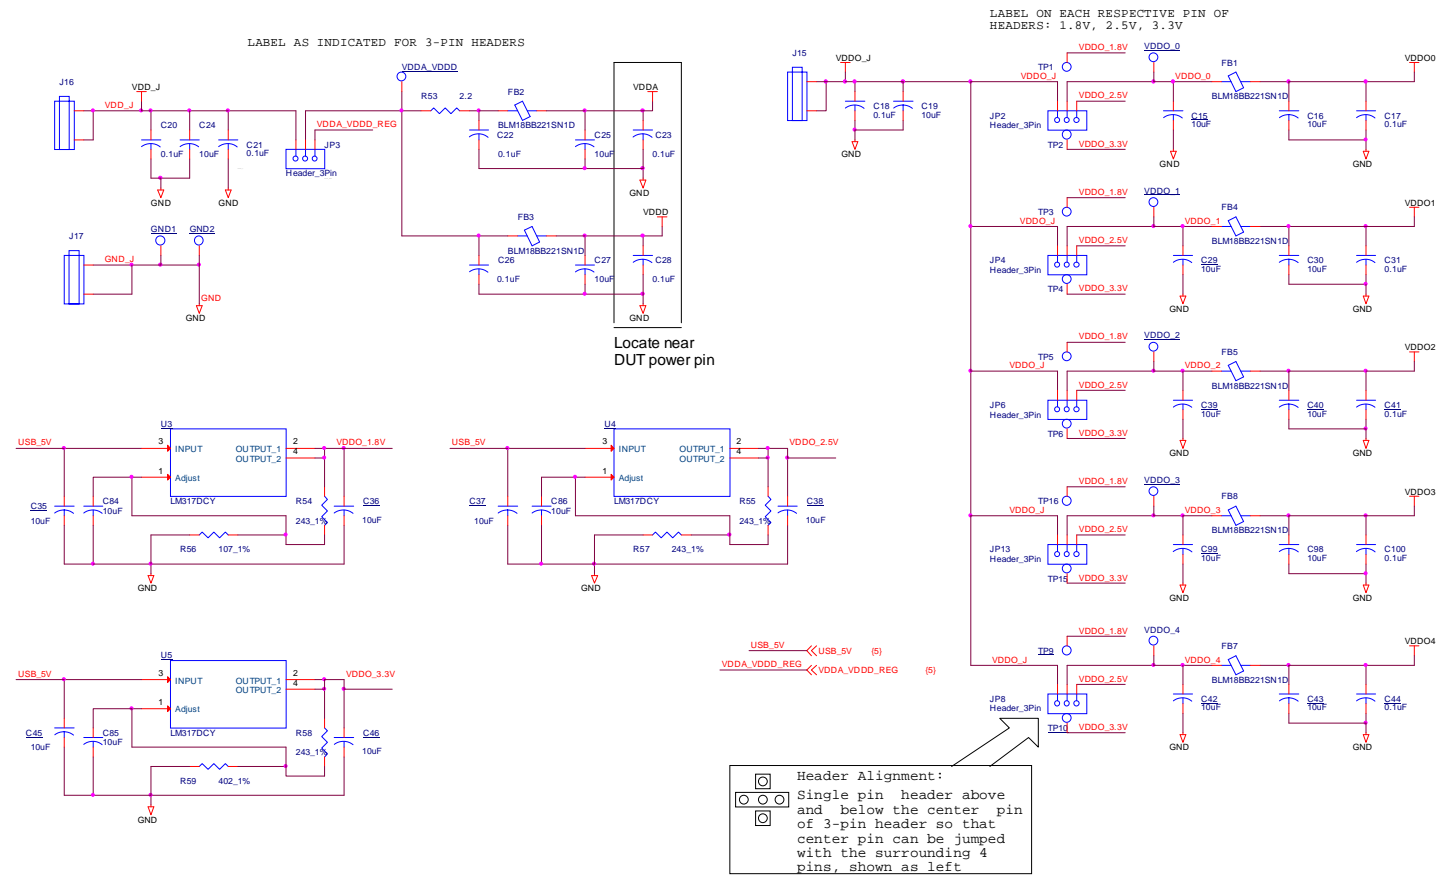 LABEL AS INDICATED FOR 3-PIN HEADERS
J16
VDD_J
VDD_J
C20
0.1uF
C24
10uF
C21
0.1uF
GND
GND
VDDA_VDDD_REG
JP3
Header_3Pin
VDDA_VDDD
R53
2.2
FB2
BLM18BB221SN1D
C22
0.1uF
C25
10uF
VDDA
C23
0.1uF
GND
FB3
BLM18BB221SN1D
C26
0.1uF
C27
10uF
VDDD
C28
0.1uF
GND
Locate near
DUT power pin
J17
GND_J
GND1
GND2
GND
GND
LABEL ON EACH RESPECTIVE PIN OF
HEADERS: 1.8V, 2.5V, 3.3V
J15
VDDO_J
C18
0.1uF
C19
10uF
GND
VDDO_J
TP1
VDDO_1.8V
VDDO_0
VDDO_2.5V
JP2
Header_3Pin
TP2
VDDO_3.3V
VDDO_0
FB1
BLM18BB221SN1D
VDDO0
C15
10uF
C16
10uF
C17
0.1uF
GND
GND
VDDO_J
TP3
VDDO_1.8V
VDDO_1
VDDO_2.5V
JP4
Header_3Pin
TP4
VDDO_3.3V
VDDO_1
FB4
BLM18BB221SN1D
VDDO1
C29
10uF
C30
10uF
C31
0.1uF
GND
GND
VDDO_J
TP5
VDDO_1.8V
VDDO_2
VDDO_2.5V
JP6
Header_3Pin
TP6
VDDO_3.3V
VDDO_2
FB5
BLM18BB221SN1D
VDDO2
C39
10uF
C40
10uF
C41
0.1uF
GND
GND
VDDO_J
TP16
VDDO_1.8V
VDDO_3
VDDO_2.5V
JP13
Header_3Pin
TP15
VDDO_3.3V
VDDO_3
FB8
BLM18BB221SN1D
VDDO3
C99
10uF
C98
10uF
C100
0.1uF
GND
GND
VDDO_J
TP9
VDDO_1.8V
VDDO_4
VDDO_2.5V
JP8
Header_3Pin
TP10
VDDO_3.3V
VDDO_4
FB7
BLM18BB221SN1D
VDDO4
C42
10uF
C43
10uF
C44
0.1uF
GND
GND
USB_5V
U3
3
INPUT
OUTPUT_1
2
OUTPUT_2
4
1
Adjust
LM317DCY
VDDO_1.8V
C35
10uF
C84
10uF
R54
243_1%
C36
10uF
R56
107_1%
GND
USB_5V
U4
3
INPUT
OUTPUT_1
2
OUTPUT_2
4
1
Adjust
LM317DCY
VDDO_2.5V
C37
10uF
C86
10uF
R55
243_1%
C38
10uF
R57
243_1%
GND
USB_5V
U5
3
INPUT
OUTPUT_1
2
OUTPUT_2
4
1
Adjust
LM317DCY
VDDO_3.3V
C45
10uF
C85
10uF
R58
243_1%
C46
10uF
R59
402_1%
GND
USB_5V
USB_5V (5)
VDDA_VDDD_REG
VDDA_VDDD_REG (5)
Header Alignment:
Single pin header above
and below the center pin
of 3-pin header so that
center pin can be jumped
with the surrounding 4
pins, shown as left